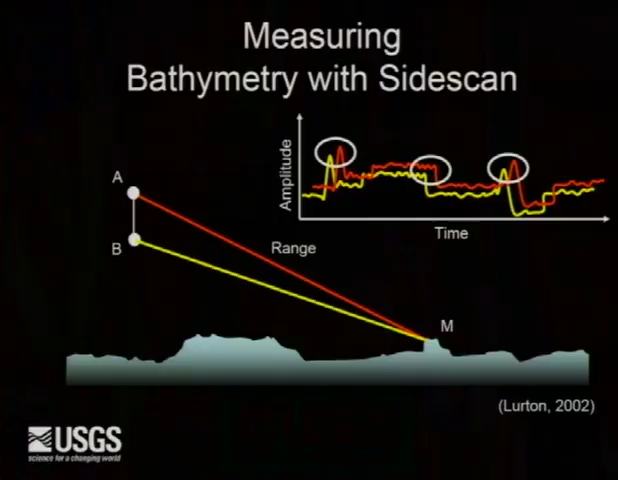 Measuring
Bathymetry with Sidescan
Amplitude
Time
A
B
Range
M
(Lurton, 2002)
USGS
science for a changing world